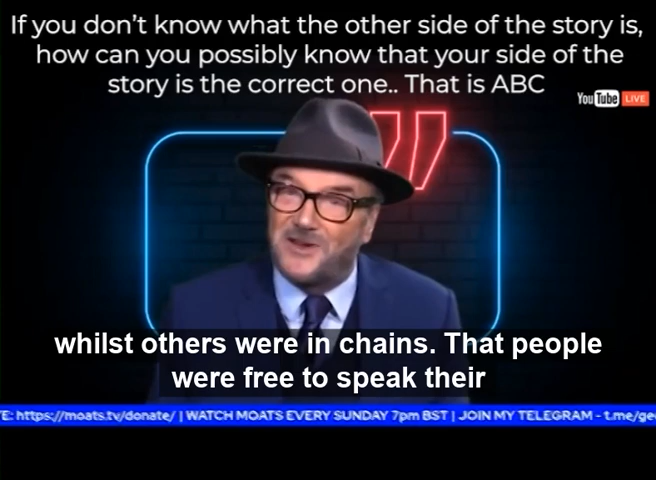 If you don't know what the other side of the story is,
how can you possibly know that your side of the
story is the correct one.. That is ABC
YouTube LIVE
whilst others were in chains. That people
were free to speak their
E: https://moats.tv/donate/ | WATCH MOATS EVERY SUNDAY 7pm BST | JOIN MY TELEGRAM - t.me/ge